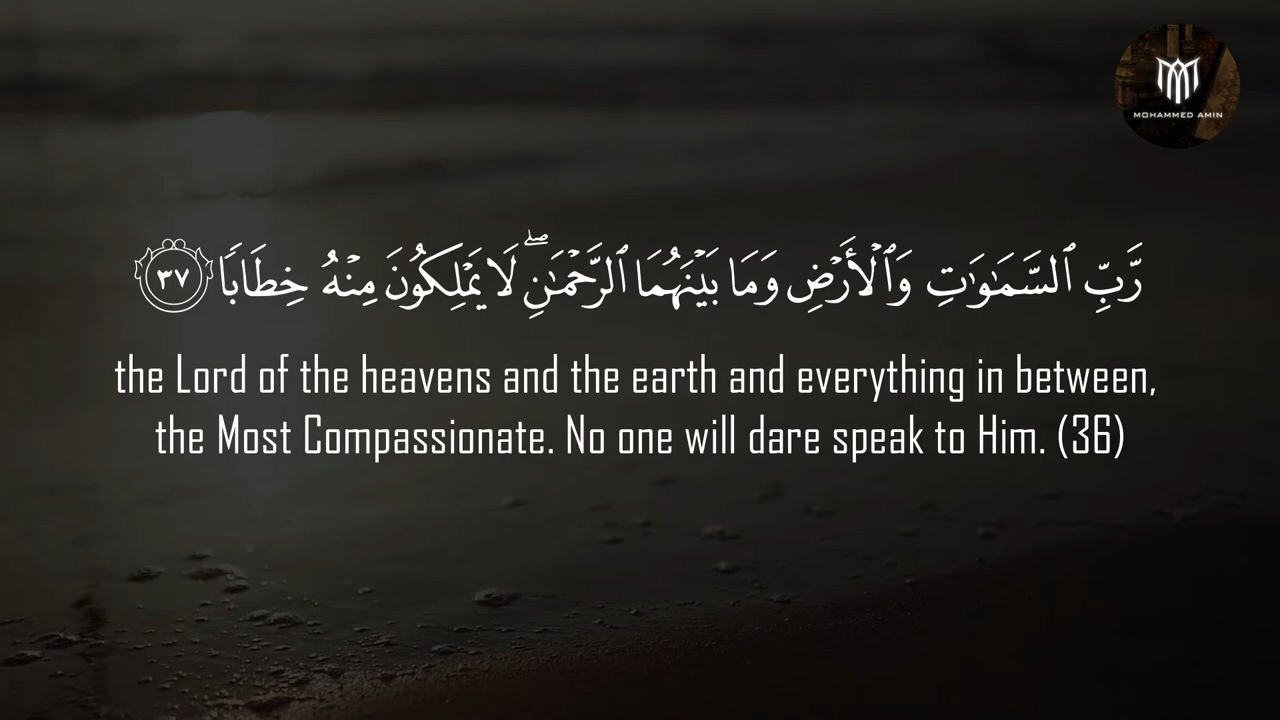 MOHAMMED AMIN
رَّبِّ ٱلسَّمَـٰوَٰتِ وَٱلْأَرْضِ وَمَا بَيْنَهُمَا ٱلرَّحْمَـٰنِ ۖ لَا يَمْلِكُونَ مِنْهُ خِطَابًا ٣٧
the Lord of the heavens and the earth and everything in between,
the Most Compassionate. No one will dare speak to Him. (36)